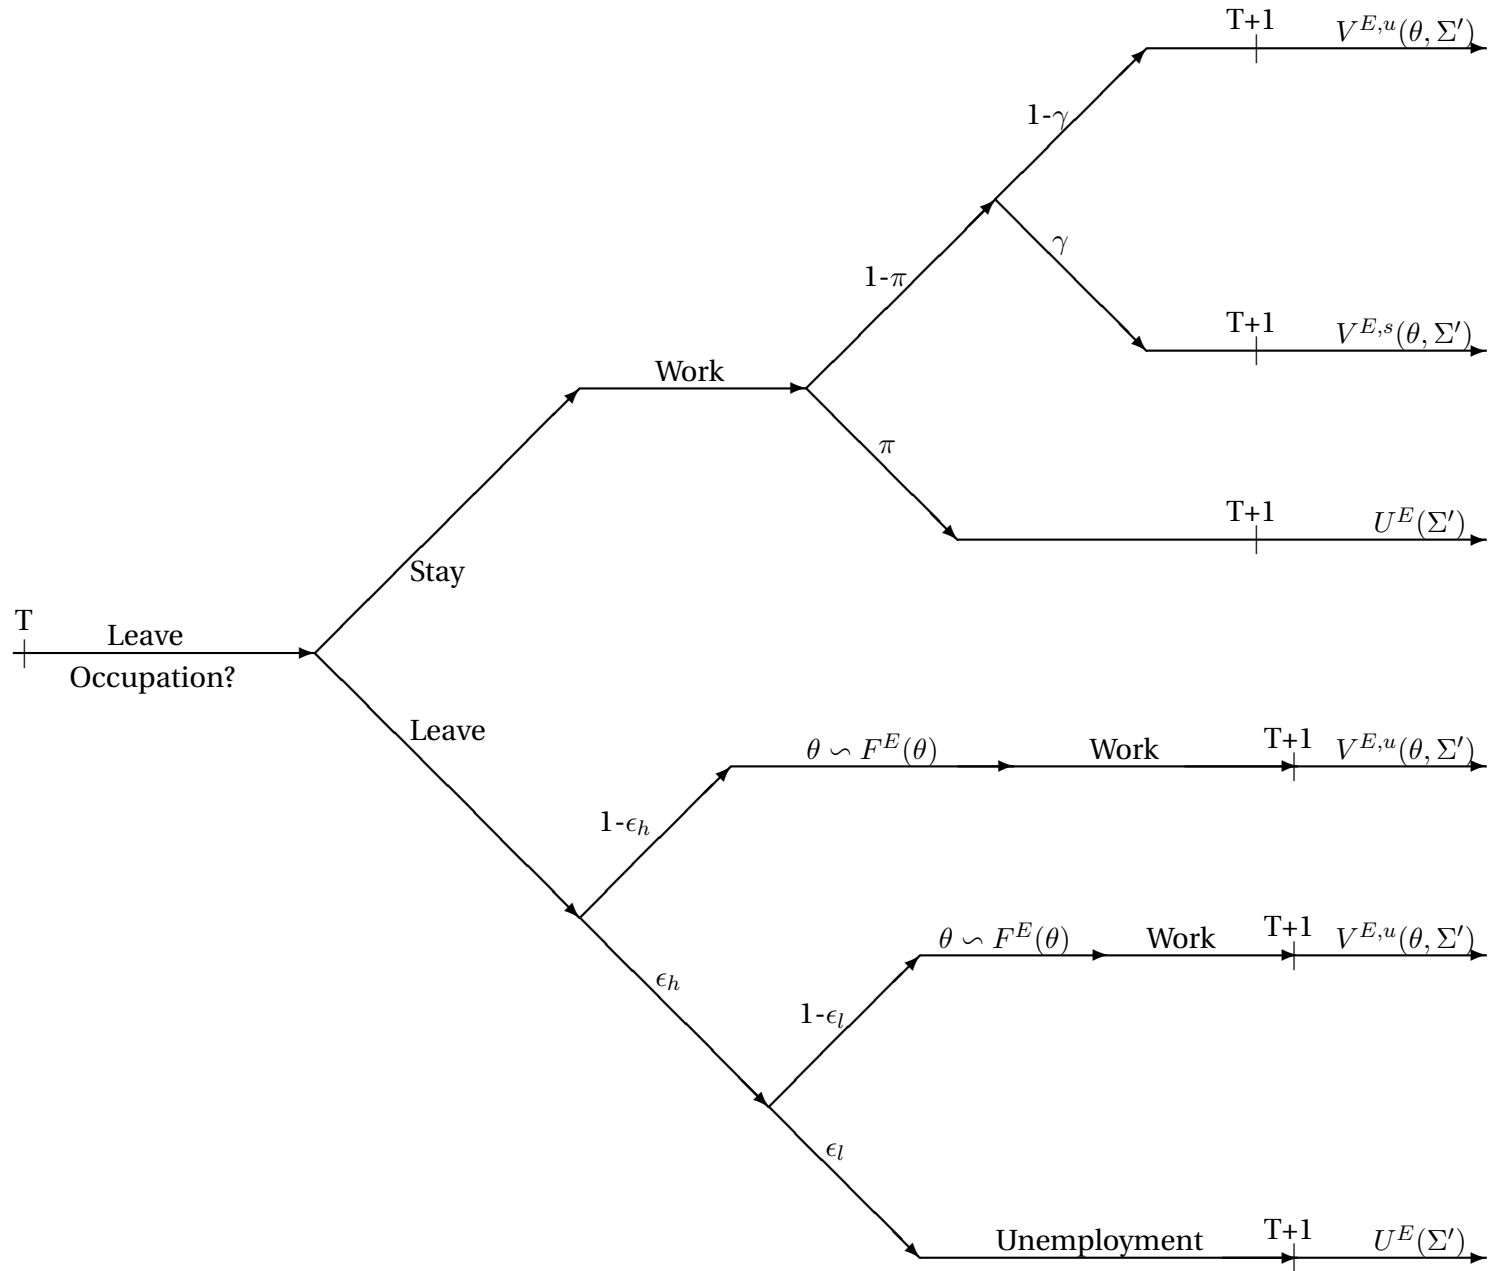 T+1
V^{E,u}(θ, Σ′)
1-γ
γ
1-π
T+1
V^{E,s}(θ, Σ′)
Work
π
T+1
U^E(Σ′)
Stay
T
Leave
Occupation?
Leave
θ ∽ F^E(θ)
Work
T+1
V^{E,u}(θ, Σ′)
1-ϵ_h
θ ∽ F^E(θ)
Work
T+1
V^{E,u}(θ, Σ′)
ϵ_h
1-ϵ_l
ϵ_l
Unemployment
T+1
U^E(Σ′)